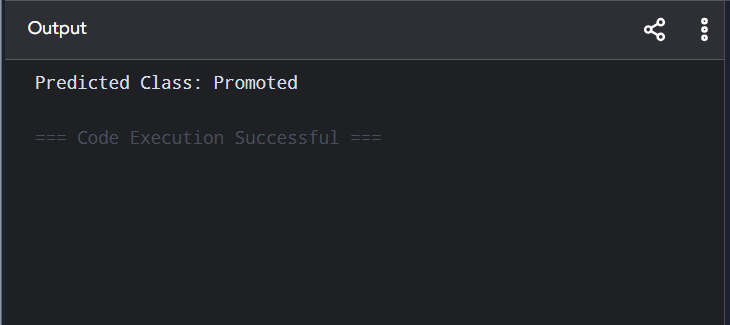 Output
Predicted Class: Promoted
=== Code Execution Successful ===